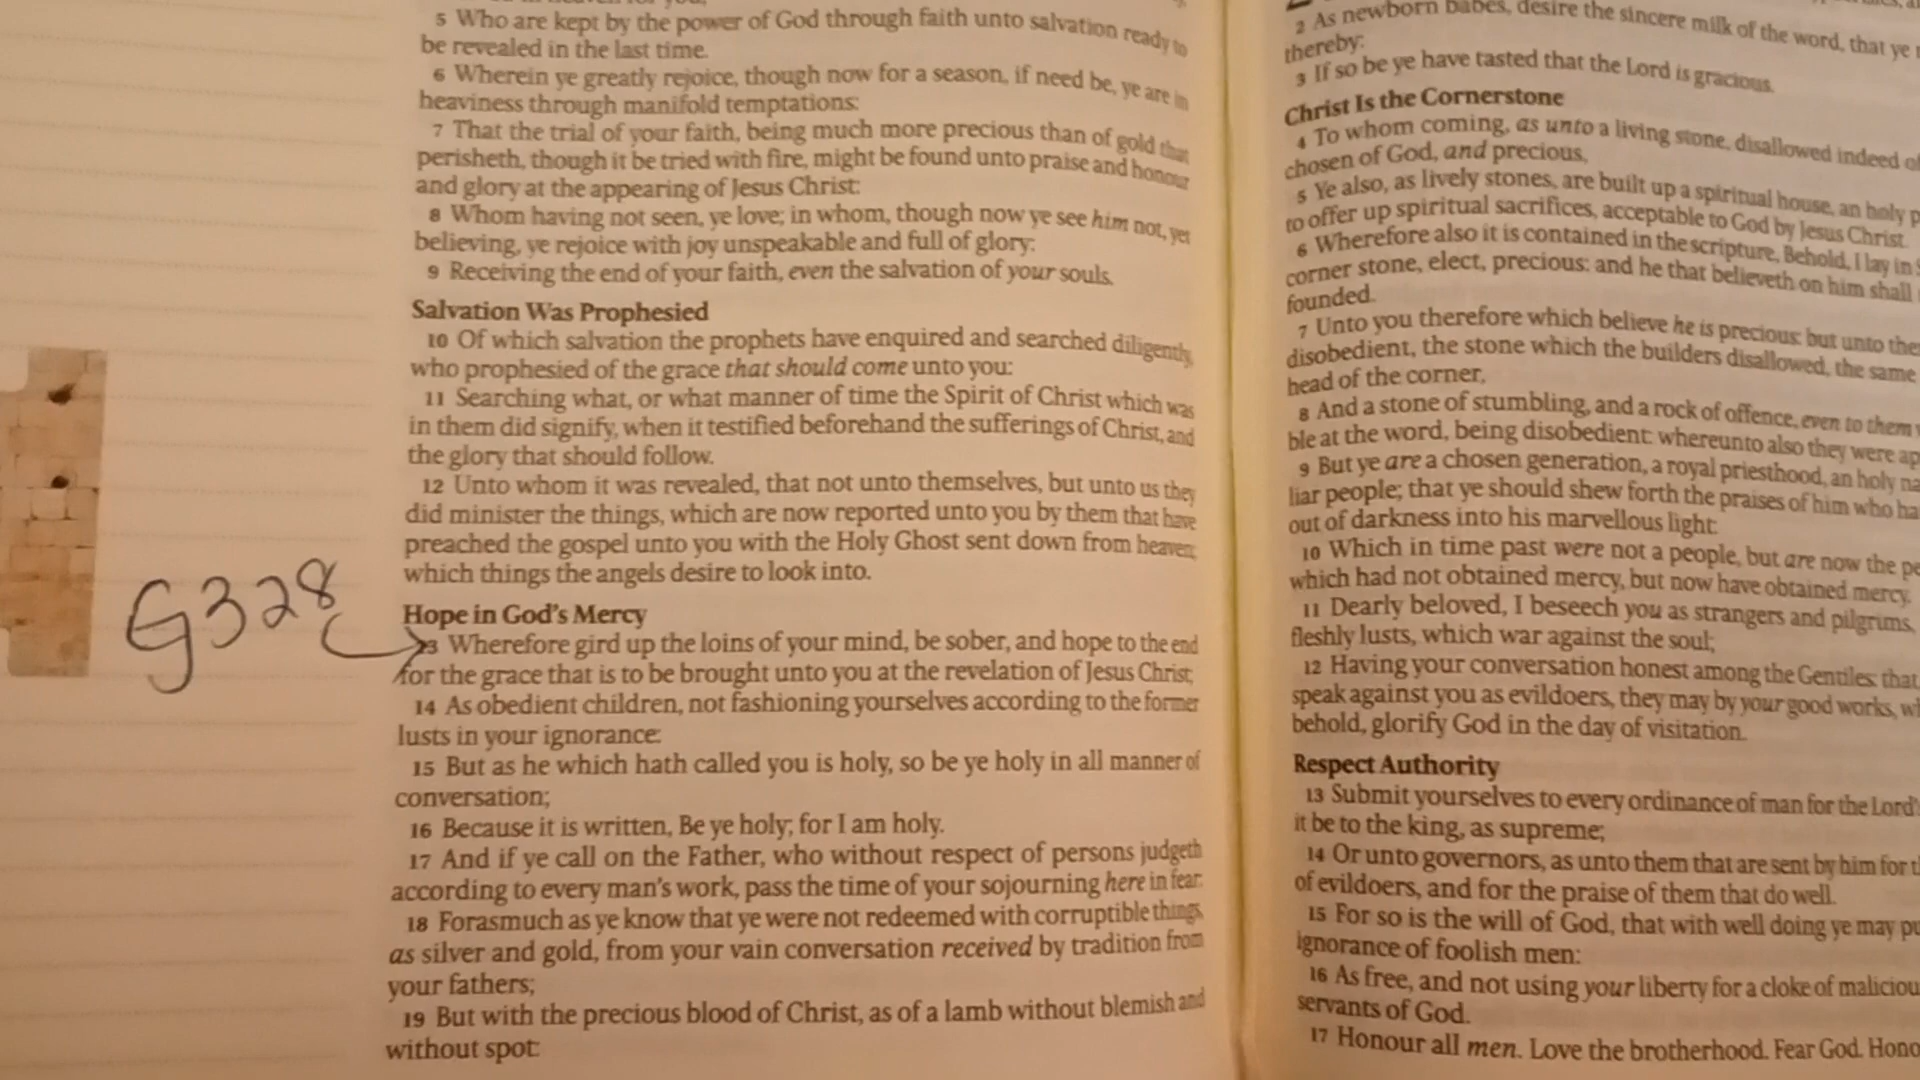 5 Who are kept by the power of God through faith unto salvation ready to
be revealed in the last time.
6 Wherein ye greatly rejoice, though now for a season, if need be, ye are in
heaviness through manifold temptations:
7 That the trial of your faith, being much more precious than of gold that
perisheth, though it be tried with fire, might be found unto praise and honour
and glory at the appearing of Jesus Christ:
8 Whom having not seen, ye love; in whom, though now ye see him not, yet
believing, ye rejoice with joy unspeakable and full of glory:
9 Receiving the end of your faith, even the salvation of your souls.
Salvation Was Prophesied
10 Of which salvation the prophets have enquired and searched diligently,
who prophesied of the grace that should come unto you:
11 Searching what, or what manner of time the Spirit of Christ which was
in them did signify, when it testified beforehand the sufferings of Christ, and
the glory that should follow.
12 Unto whom it was revealed, that not unto themselves, but unto us they
did minister the things, which are now reported unto you by them that have
preached the gospel unto you with the Holy Ghost sent down from heaven;
which things the angels desire to look into.
G328
Hope in God's Mercy
13 Wherefore gird up the loins of your mind, be sober, and hope to the end
for the grace that is to be brought unto you at the revelation of Jesus Christ;
14 As obedient children, not fashioning yourselves according to the former
lusts in your ignorance:
15 But as he which hath called you is holy, so be ye holy in all manner of
conversation;
16 Because it is written, Be ye holy; for I am holy.
17 And if ye call on the Father, who without respect of persons judgeth
according to every man's work, pass the time of your sojourning here in fear:
18 Forasmuch as ye know that ye were not redeemed with corruptible things,
as silver and gold, from your vain conversation received by tradition from
your fathers;
19 But with the precious blood of Christ, as of a lamb without blemish and
without spot:
2 As newborn babes, desire the sincere milk of the word, that ye
thereby:
3 If so be ye have tasted that the Lord is gracious.
Christ Is the Cornerstone
4 To whom coming, as unto a living stone, disallowed indeed
chosen of God, and precious,
5 Ye also, as lively stones, are built up a spiritual house, an holy
to offer up spiritual sacrifices, acceptable to God by Jesus Christ.
6 Wherefore also it is contained in the scripture, Behold, I lay in
corner stone, elect, precious: and he that believeth on him shall
founded.
7 Unto you therefore which believe he is precious: but unto
disobedient, the stone which the builders disallowed, the same
head of the corner,
8 And a stone of stumbling, and a rock of offence, even to them
ble at the word, being disobedient: whereunto also they were
9 But ye are a chosen generation, a royal priesthood, an holy
liar people; that ye should shew forth the praises of him who
out of darkness into his marvellous light:
10 Which in time past were not a people, but are now the
which had not obtained mercy, but now have obtained mercy.
11 Dearly beloved, I beseech you as strangers and pilgrims,
fleshly lusts, which war against the soul;
12 Having your conversation honest among the Gentiles: that,
speak against you as evildoers, they may by your good works,
behold, glorify God in the day of visitation.
Respect Authority
13 Submit yourselves to every ordinance of man for the Lord's
it be to the king, as supreme;
14 Or unto governors, as unto them that are sent by him for
of evildoers, and for the praise of them that do well.
15 For so is the will of God, that with well doing ye may
ignorance of foolish men:
16 As free, and not using your liberty for a cloke of
servants of God.
17 Honour all men. Love the brotherhood. Fear God.